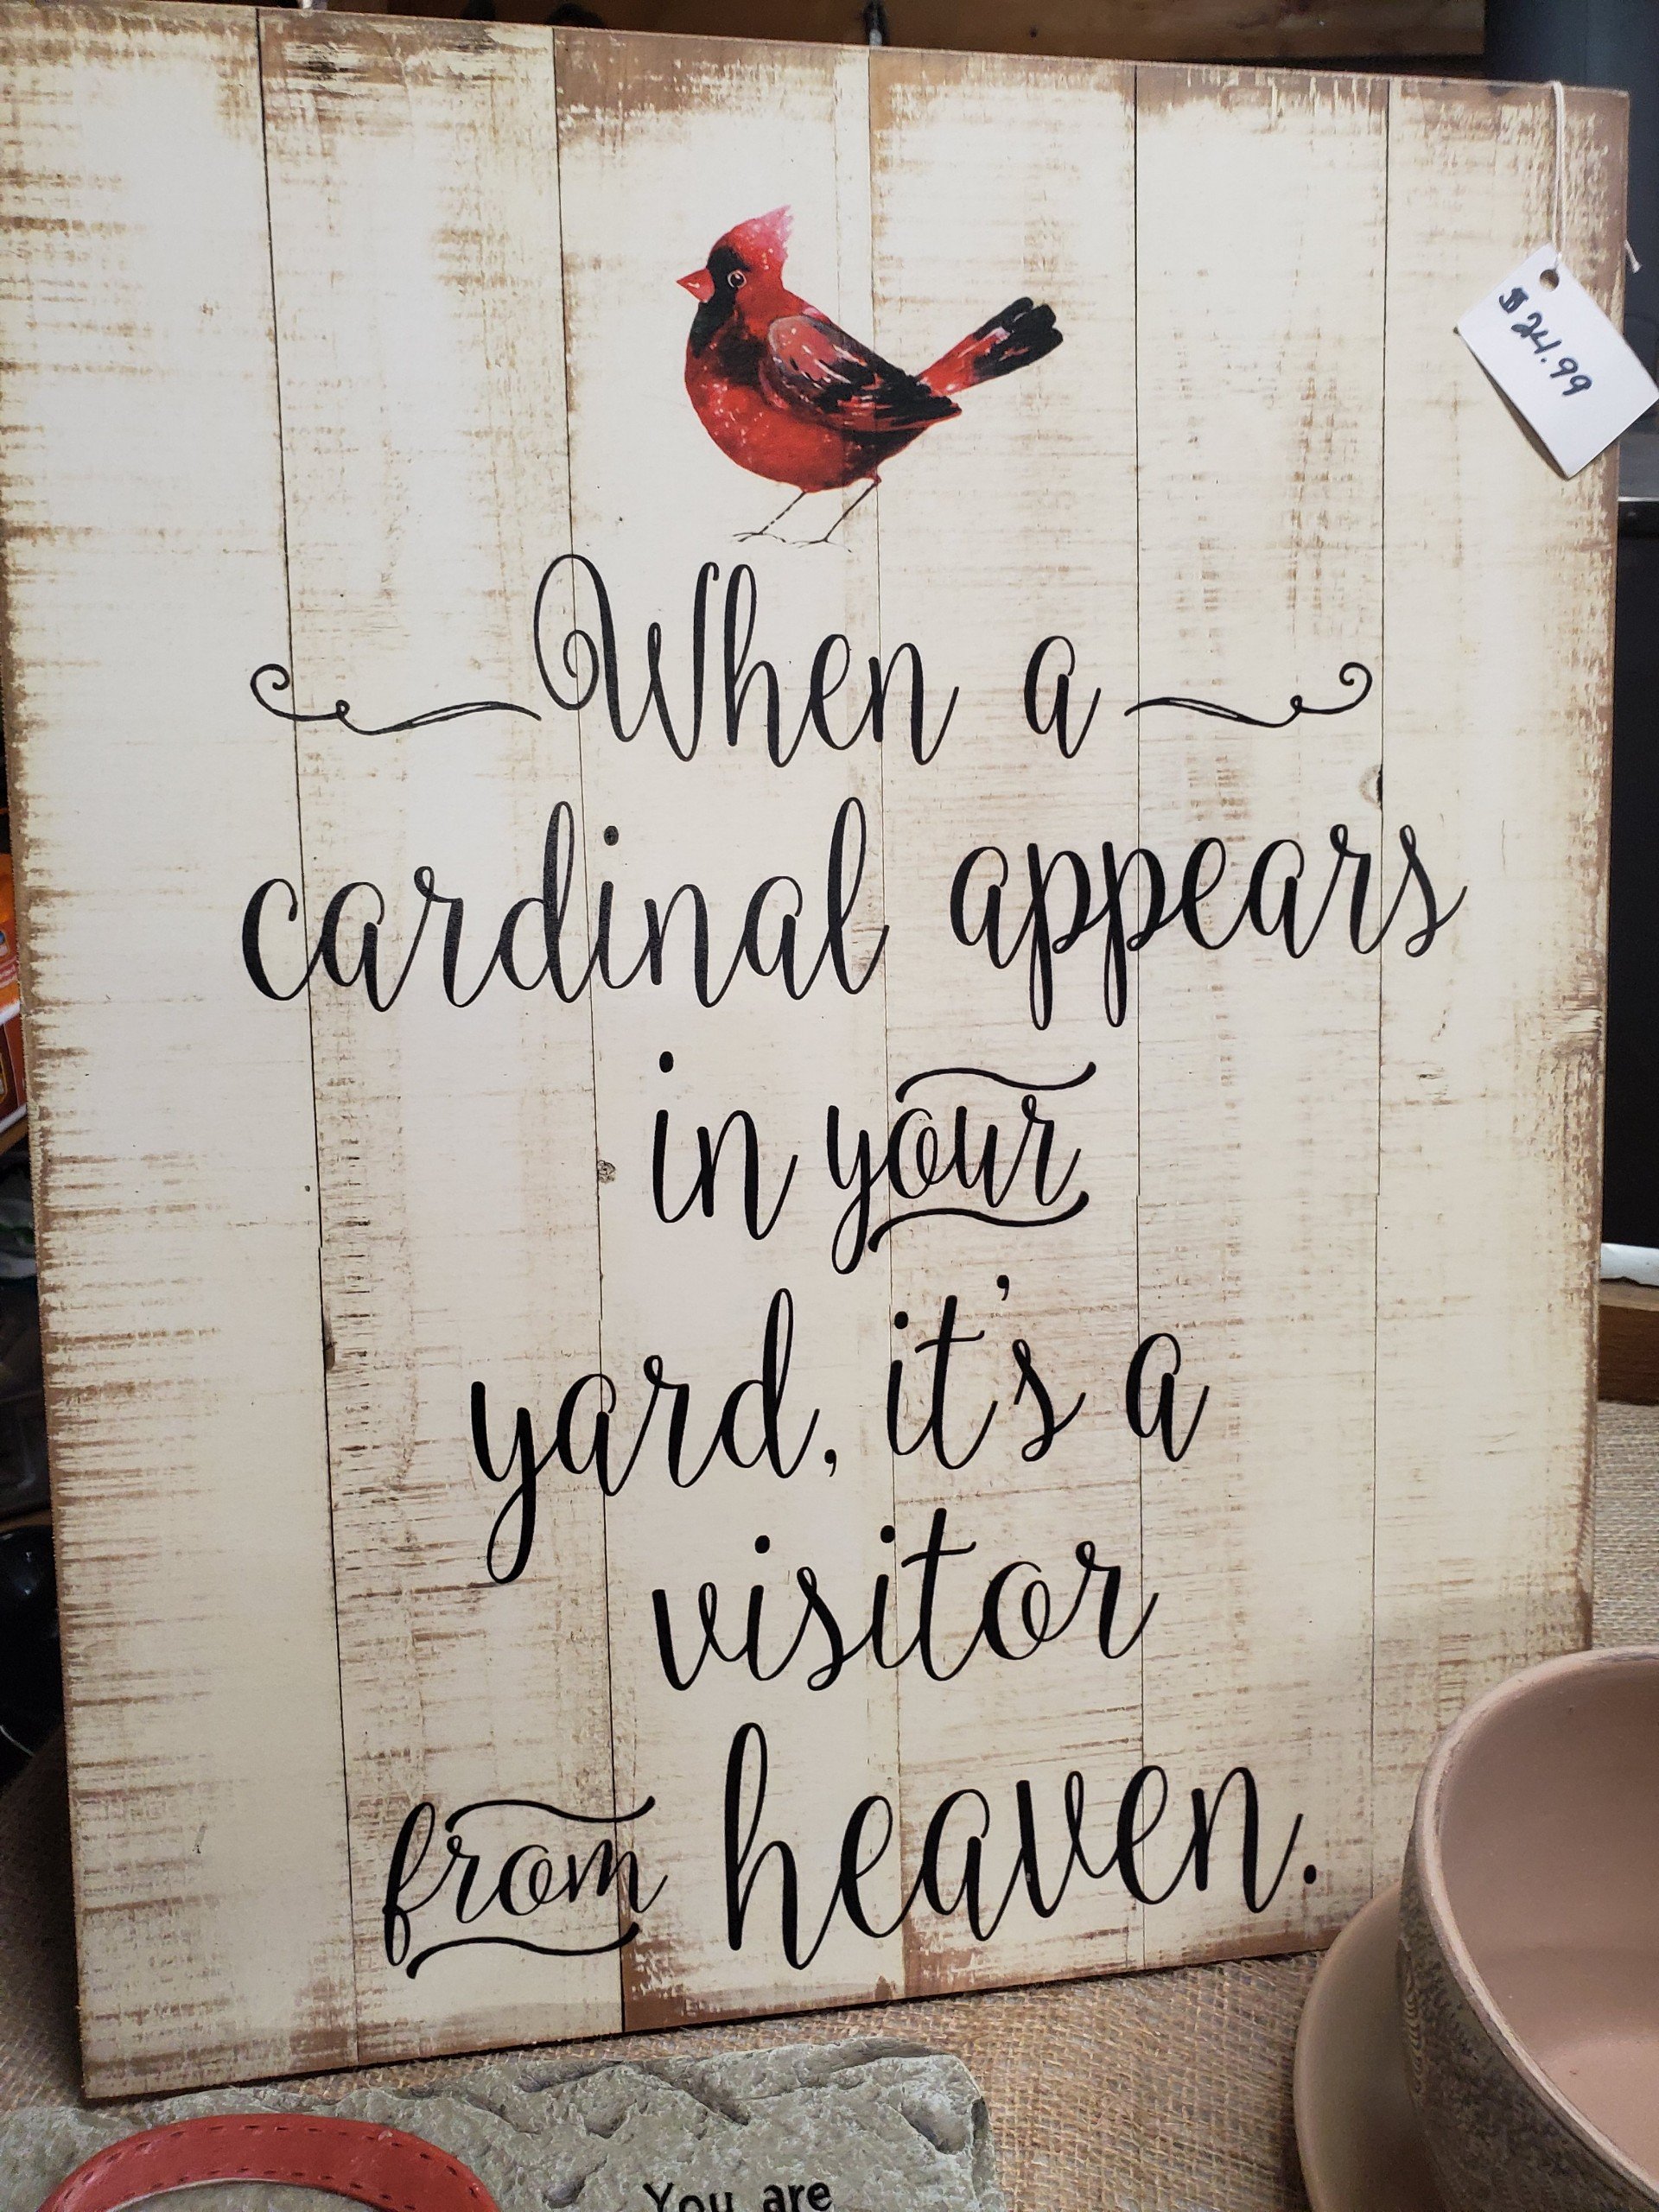 $24.99
When a
cardinal appears
in your
yard, it's a
visitor
from heaven.
You are